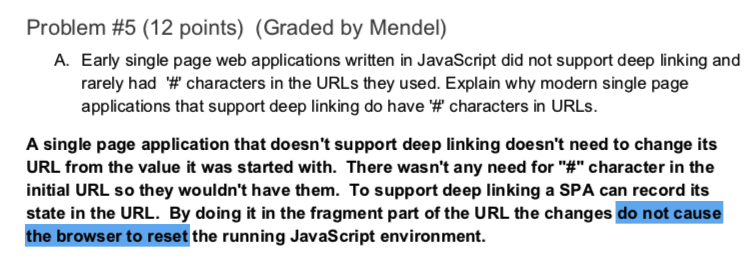 Problem #5 (12 points)  (Graded by Mendel)
A. Early single page web applications written in JavaScript did not support deep linking and
rarely had '#' characters in the URLs they used. Explain why modern single page
applications that support deep linking do have '#' characters in URLs.
A single page application that doesn't support deep linking doesn't need to change its
URL from the value it was started with.  There wasn't any need for "#" character in the
initial URL so they wouldn't have them.  To support deep linking a SPA can record its
state in the URL.  By doing it in the fragment part of the URL the changes do not cause
the browser to reset the running JavaScript environment.